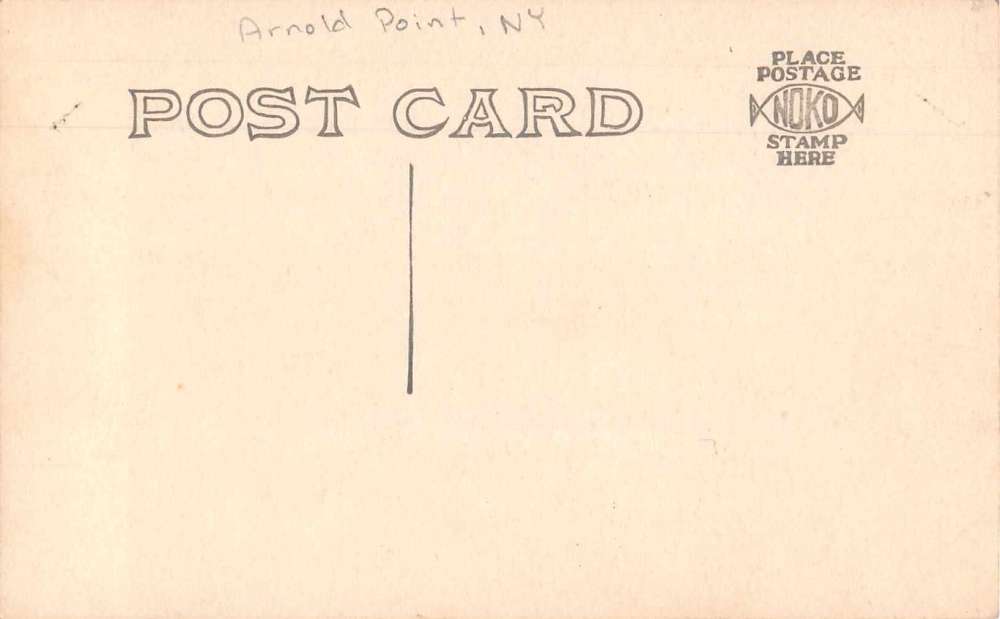 Arnold Point, NY
POST CARD
PLACE
POSTAGE
NOKO
STAMP
HERE